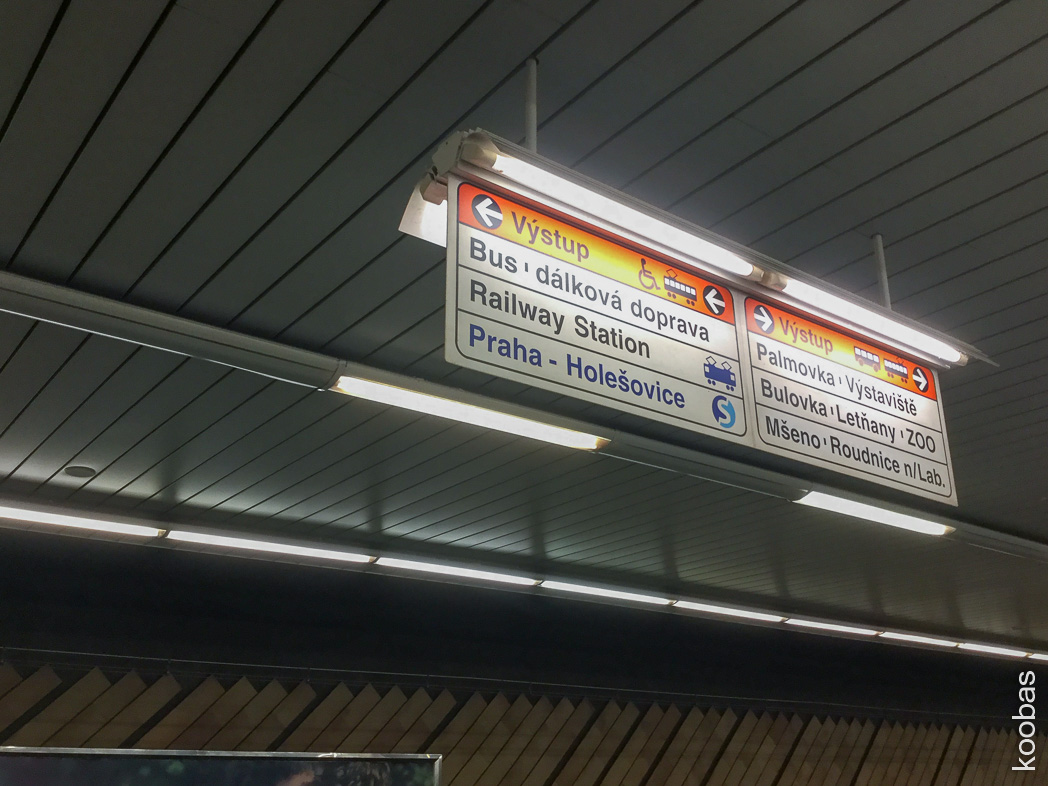 Výstup
Bus dálková doprava
Railway Station
Praha - Holešovice
Výstup
Palmovka Výstaviště
Bulovka Letňany ZOO
Mšeno Roudnice n/Lab.
koobas